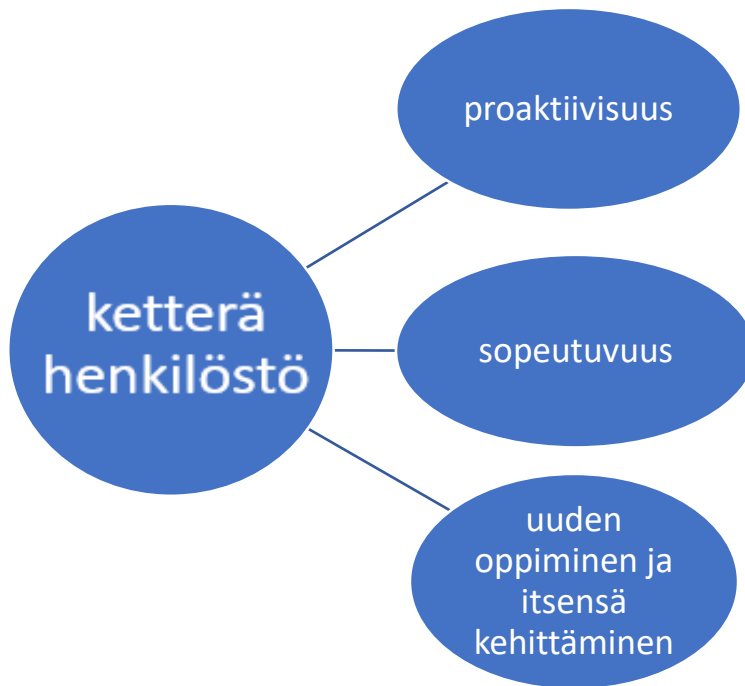 ketterä
henkilöstö
proaktiivisuus
sopeutuvuus
uuden
oppiminen ja
itsensä
kehittäminen